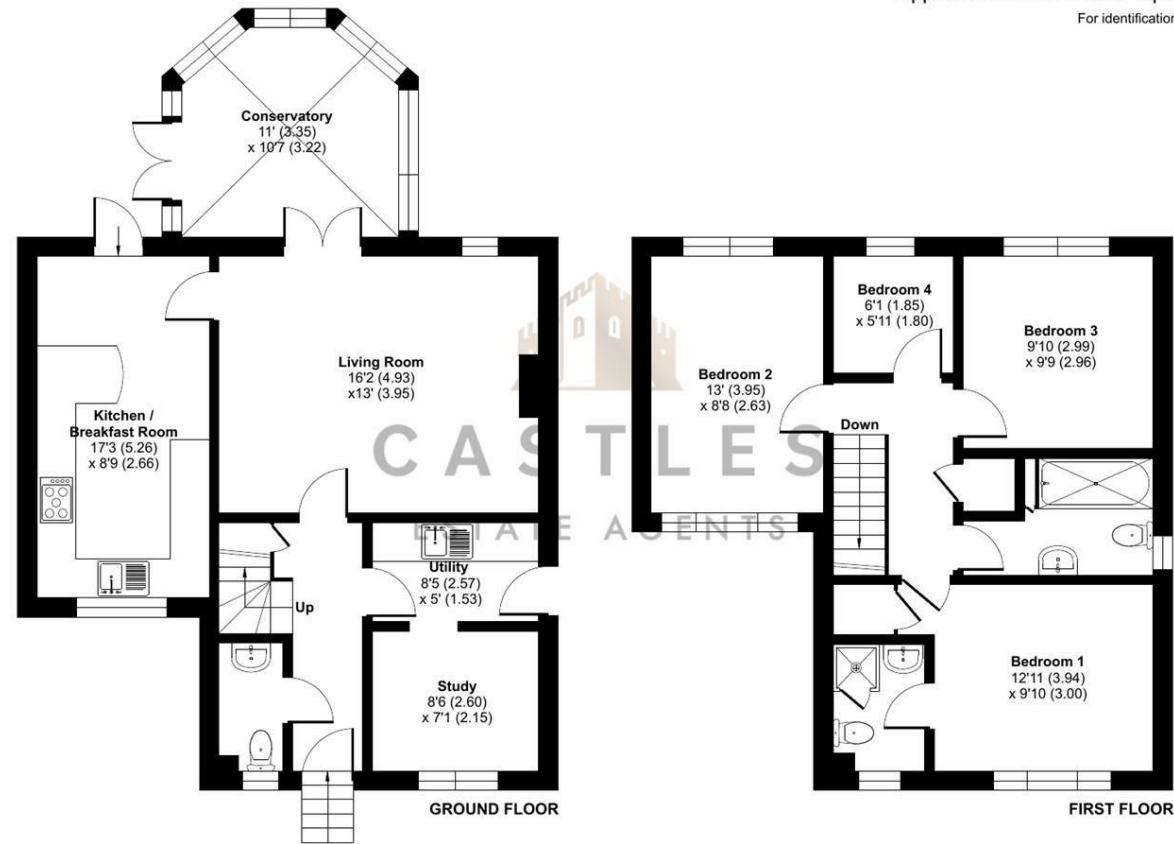 For identification
Conservatory
11' (3.35)
x 10'7 (3.22)
Living Room
16'2 (4.93)
x13' (3.95)
Kitchen /
Breakfast Room
17'3 (5.26)
x 8'9 (2.66)
Utility
8'5 (2.57)
x 5' (1.53)
Up
Study
8'6 (2.60)
x 7'1 (2.15)
GROUND FLOOR
Bedroom 4
6'1 (1.85)
x 5'11 (1.80)
Bedroom 3
9'10 (2.99)
x 9'9 (2.96)
Bedroom 2
13' (3.95)
x 8'8 (2.63)
Down
Bedroom 1
12'11 (3.94)
x 9'10 (3.00)
FIRST FLOOR
CASTLES
ESTATE AGENTS